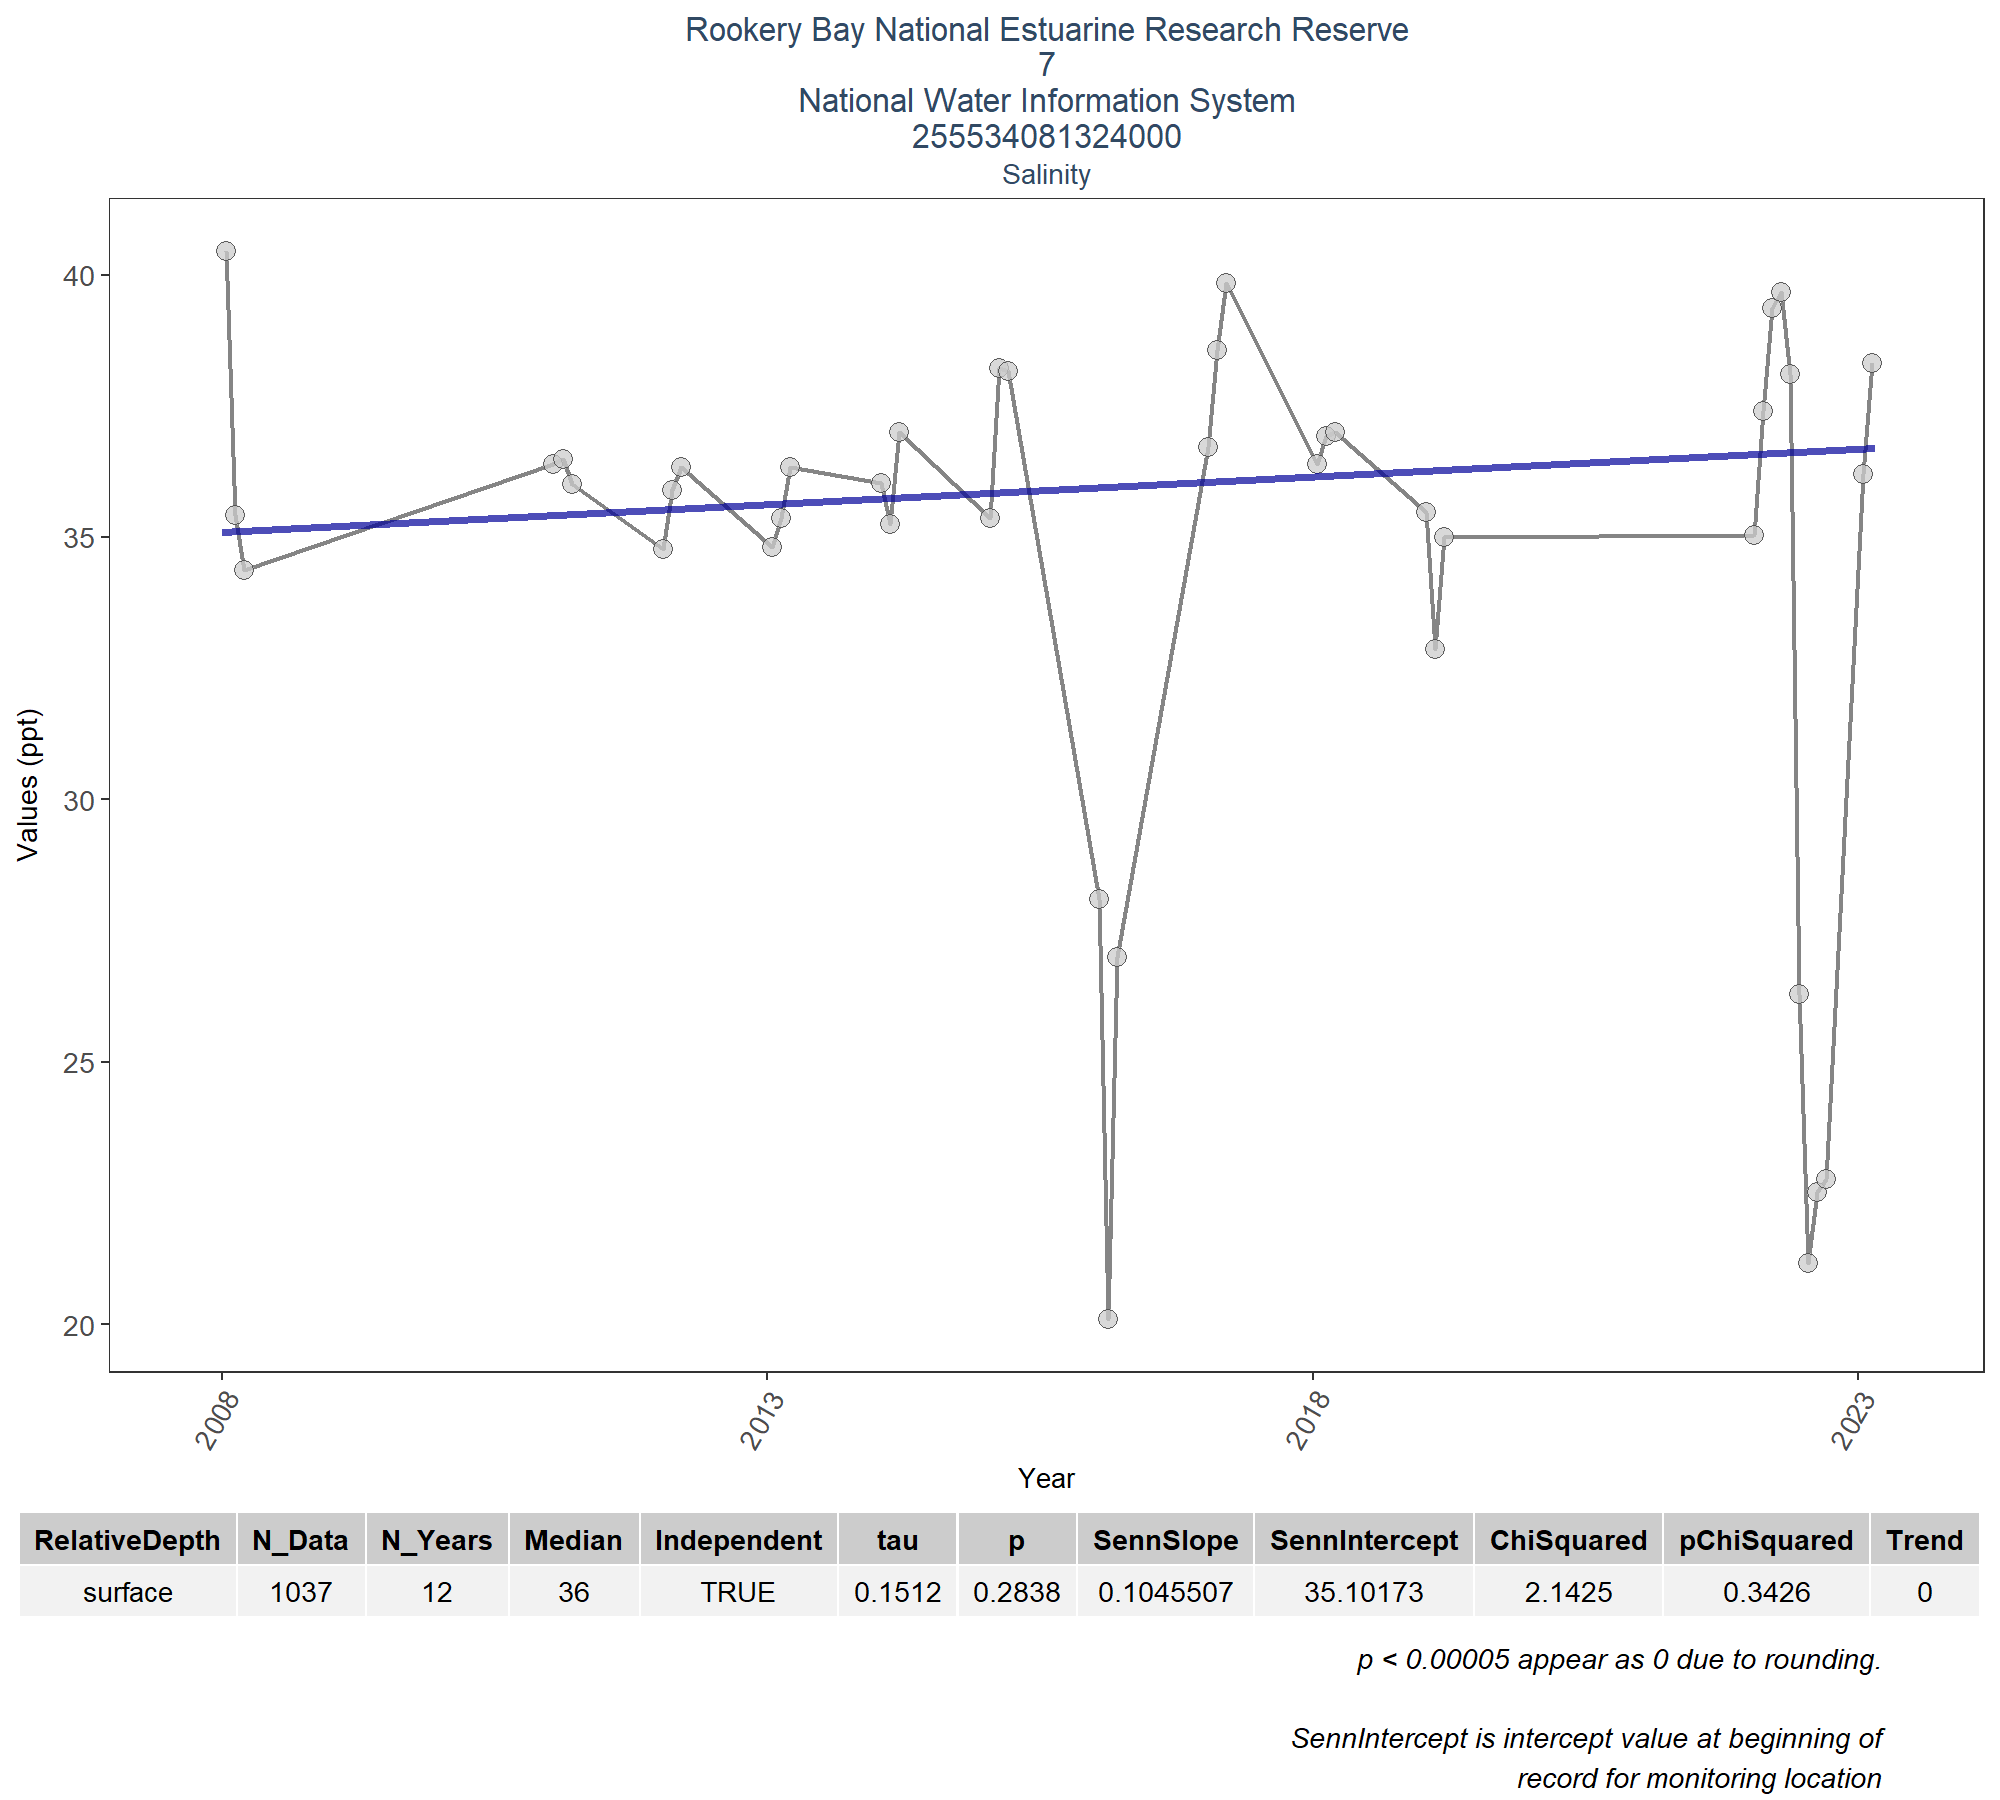 Rookery Bay National Estuarine Research Reserve
7
National Water Information System
255534081324000
Salinity
40
35
30
25
20
Values (ppt)
2008
2013
2018
2023
Year
RelativeDepth N_Data N_Years Median Independent tau p SennSlope SennIntercept ChiSquared pChiSquared Trend
surface 1037 12 36 TRUE 0.1512 0.2838 0.1045507 35.10173 2.1425 0.3426 0
p < 0.00005 appear as 0 due to rounding.
SennIntercept is intercept value at beginning of
record for monitoring location